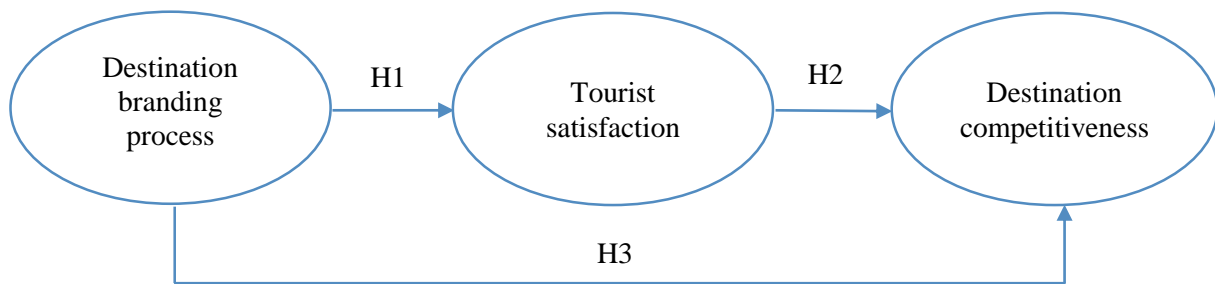 Destination
branding
process
H1
Tourist
satisfaction
H2
Destination
competitiveness
H3